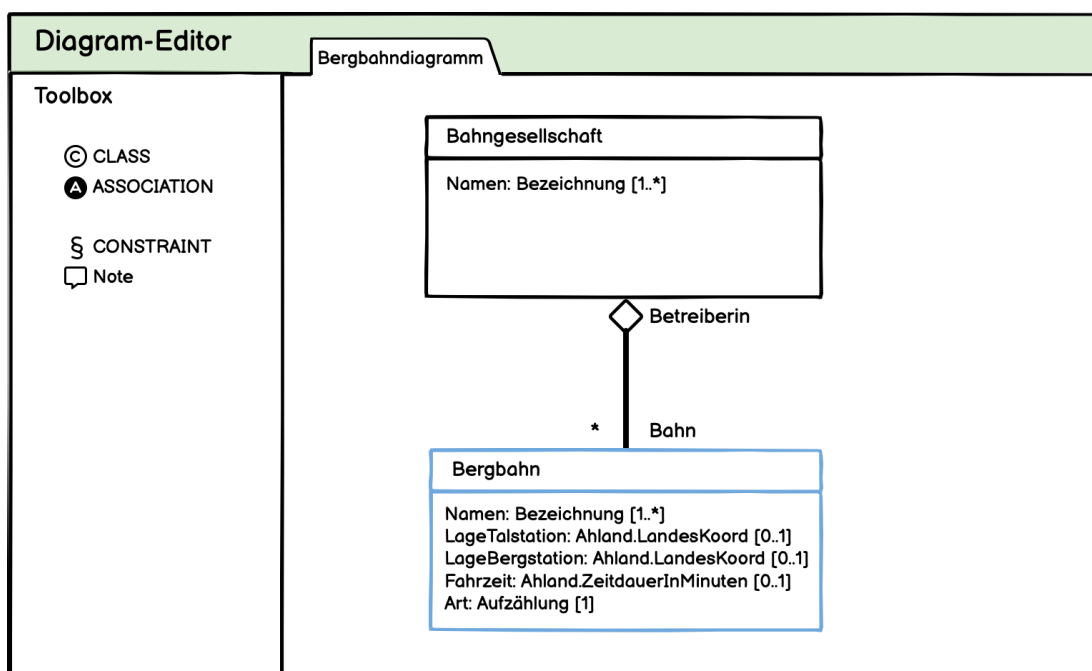 Diagram-Editor
Bergbahndiagramm
Toolbox
C CLASS
A ASSOCIATION
§ CONSTRAINT
Note
Bahngesellschaft
Namen: Bezeichnung [1..*]
Betreiberin
* Bahn
Bergbahn
Namen: Bezeichnung [1..*]
LageTalstation: Ahland.LandesKoord [0..1]
LageBergstation: Ahland.LandesKoord [0..1]
Fahrzeit: Ahland.ZeitdauerInMinuten [0..1]
Art: Aufzählung [1]